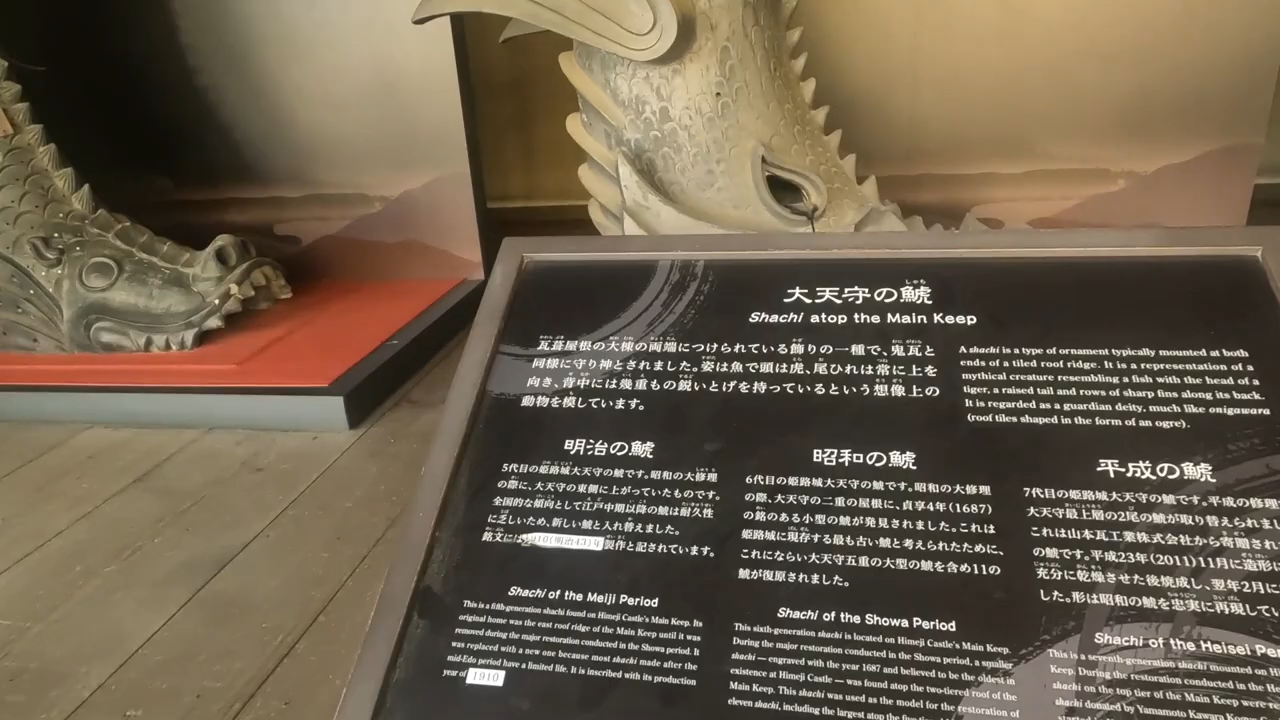 大天守の鯱
しゃち
Shachi atop the Main Keep
瓦葺屋根の大棟の両端につけられている飾りの一種で、鬼瓦と
同様に守り神とされました。姿は魚で頭は虎、尾ひれは常に上を
向き、背中には幾重もの鋭いとげを持っているという想像上の
動物を模しています。
A shachi is a type of ornament typically mounted at both
ends of a tiled roof ridge. It is a representation of a
mythical creature resembling a fish with the head of a
tiger, a raised tail and rows of sharp fins along its back.
It is regarded as a guardian deity, much like onigawara
(roof tiles shaped in the form of an ogre).
明治の鯱
5代目の姫路城大天守の鯱です。昭和の大修理
の際に、大天守の東側に上がっていたものです。
全国的な傾向として江戸中期以降の鯱は耐久性
に乏しいため、新しい鯱と入れ替えました。
銘文には1910(明治43)年製作と記されています。
Shachi of the Meiji Period
This is a fifth-generation shachi found on Himeji Castle's Main Keep. Its
original home was the east roof ridge of the Main Keep until it was
removed during the major restoration conducted in the Showa period. It
was replaced with a new one because most shachi made after the
mid-Edo period have a limited life. It is inscribed with its production
year of 1910
昭和の鯱
6代目の姫路城大天守の鯱です。昭和の大修理
の際、大天守の二重の屋根に、貞享4年(1687)
の銘のある小型の鯱が発見されました。これは
姫路城に現存する最も古い鯱と考えられたために、
これにならい大天守五重の大型の鯱を含め11の
鯱が復原されました。
Shachi of the Showa Period
This sixth-generation shachi is located on Himeji Castle's Main Keep.
During the major restoration conducted in the Showa period, a smaller
shachi — engraved with the year 1687 and believed to be the oldest in
existence at Himeji Castle — was found atop the two-tiered roof of the
Main Keep. This shachi was used as the model for the restoration of
eleven shachi, including the largest atop the five
平成の鯱
7代目の姫路城大天守の鯱です。平成の修理
大天守最上層の2尾の鯱が取り替えられまし
これは山本瓦工業株式会社から寄贈され
の鯱です。平成23年(2011)11月に造形に
充分に乾燥させた後焼成し、翌年2月に
した。形は昭和の鯱を忠実に再現してい
Shachi of the Heisei Per
This is a seventh-generation shachi mounted on Hi
Keep. During the restoration conducted in the He
shachi on the top tier of the Main Keep were re
shachi donated by Yamamoto Kawara